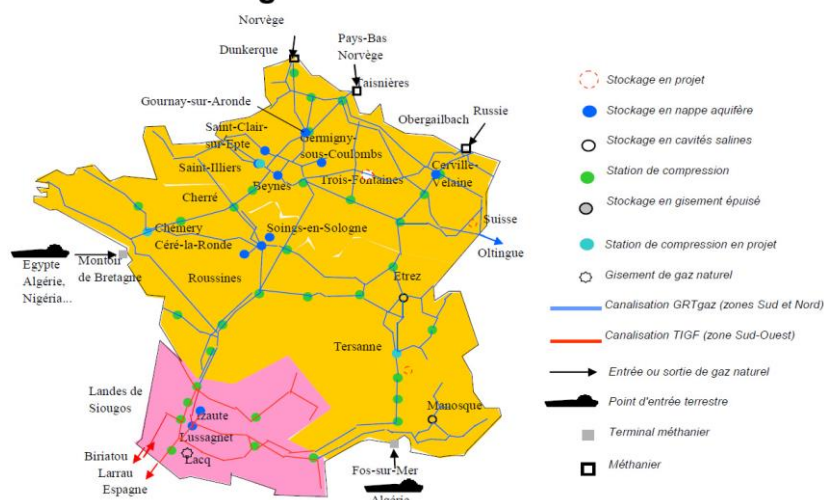 Norvège
Dunkerque
Pays-Bas
Norvège
Taisnières
Gournay-sur-Aronde
Obergailbach
Russie
Saint-Clair
sur-Epte
Germigny-
sous-Coulombs
Saint-Illiers
Beynes
Trois-Fontaines
Cerville-
Velaine
Cherré
Suisse
Oltingue
Chémery
Céré-la-Ronde
Soings-en-Sologne
Montoir
de Bretagne
Egypte
Algérie,
Nigéria...
Roussines
Etrez
Tersanne
Landes de
Siougos
Izaute
Lussagnet
Lacq
Manosque
Biriatou
Larrau
Espagne
Fos-sur-Mer
Algérie
Stockage en projet
Stockage en nappe aquifère
Stockage en cavités salines
Station de compression
Stockage en gisement épuisé
Station de compression en projet
Gisement de gaz naturel
Canalisation GRTgaz (zones Sud et Nord)
Canalisation TIGF (zone Sud-Ouest)
Entrée ou sortie de gaz naturel
Point d'entrée terrestre
Terminal méthanier
Méthanier